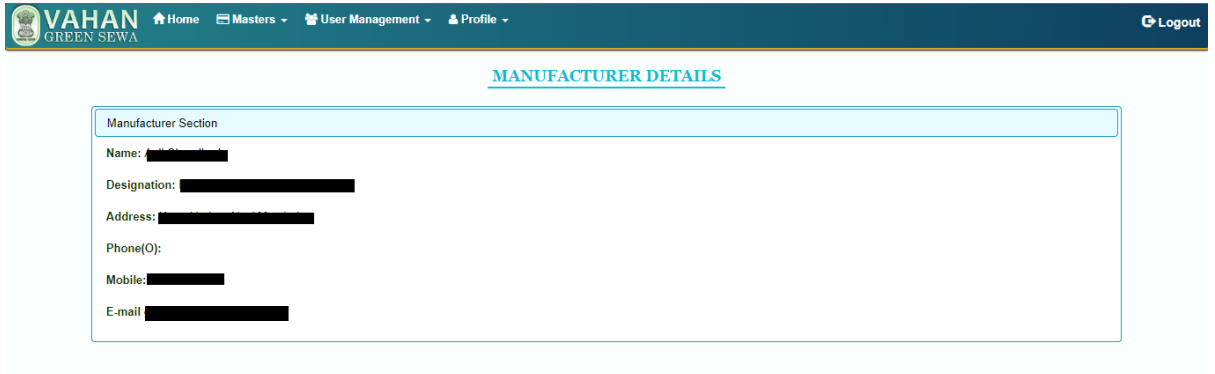 VAHAN
GREEN SEWA
Home Masters User Management Profile Logout
MANUFACTURER DETAILS
Manufacturer Section
Name:
Designation:
Address:
Phone(O):
Mobile:
E-mail